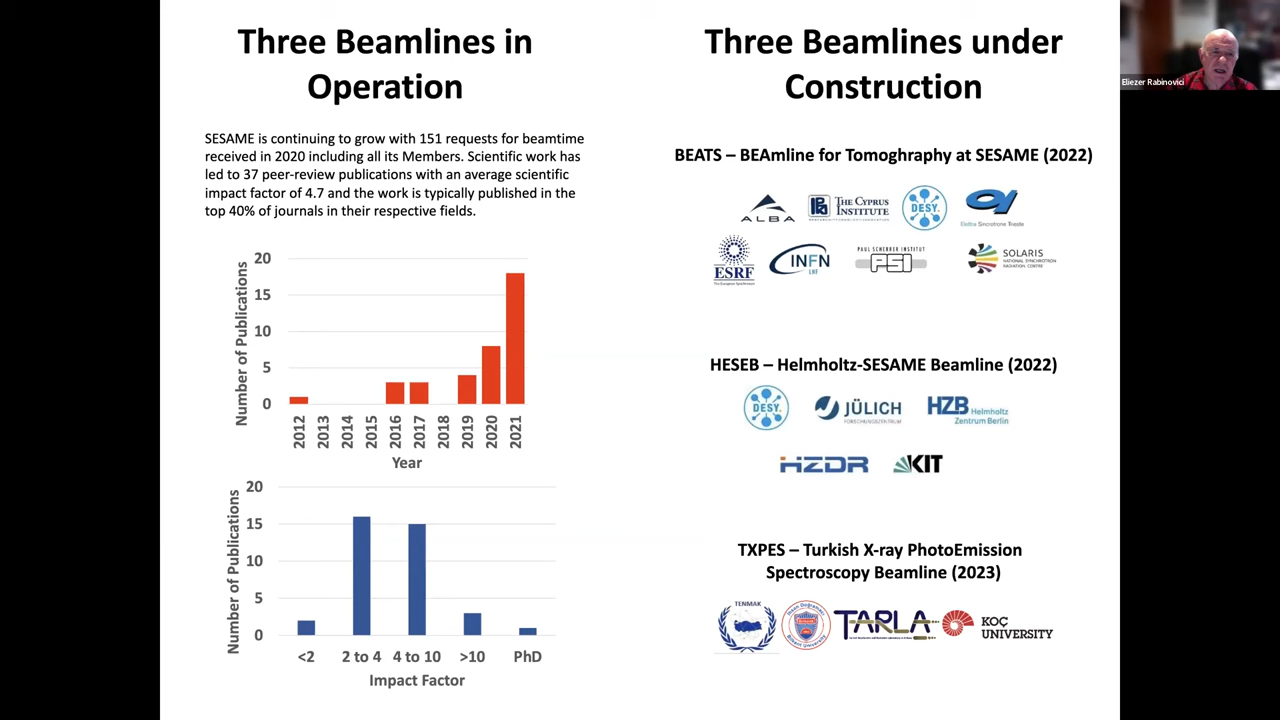 Three Beamlines in
Operation
SESAME is continuing to grow with 151 requests for beamtime
received in 2020 including all its Members. Scientific work has
led to 37 peer-review publications with an average scientific
impact factor of 4.7 and the work is typically published in the
top 40% of journals in their respective fields.
Number of Publications
20
15
10
5
0
2012
2013
2014
2015
2016
2017
2018
2019
2020
2021
Year
Number of Publications
20
15
10
5
0
<2
2 to 4
4 to 10
>10
PhD
Impact Factor
Three Beamlines under
Construction
BEATS – BEAmline for Tomoghraphy at SESAME (2022)
ALBA
THE CYPRUS
INSTITUTE
DESY.
Elettra Sincrotrone Trieste
ESRF
The European Synchrotron
INFN
LNF
PAUL SCHERRER INSTITUT
PSI
SOLARIS
NATIONAL SYNCHROTRON
RADIATION CENTRE
HESEB – Helmholtz-SESAME Beamline (2022)
DESY.
JÜLICH
FORSCHUNGSZENTRUM
HZB Helmholtz
Zentrum Berlin
HZDR
KIT
TXPES – Turkish X-ray PhotoEmission
Spectroscopy Beamline (2023)
TENMAK
İhsan Doğramacı
Bilkent University
TARLA
KOÇ
UNIVERSITY
Eliezer Rabinovici